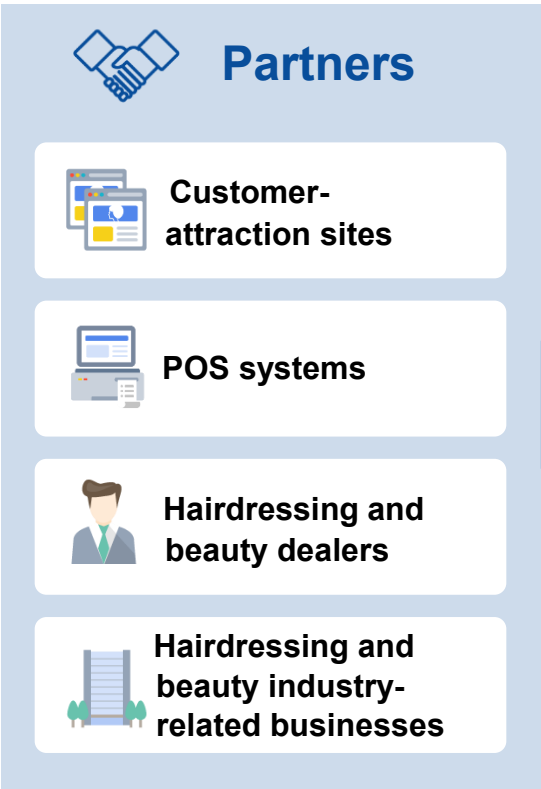 Partners
Customer-
attraction sites
POS systems
Hairdressing and
beauty dealers
Hairdressing and
beauty industry-
related businesses